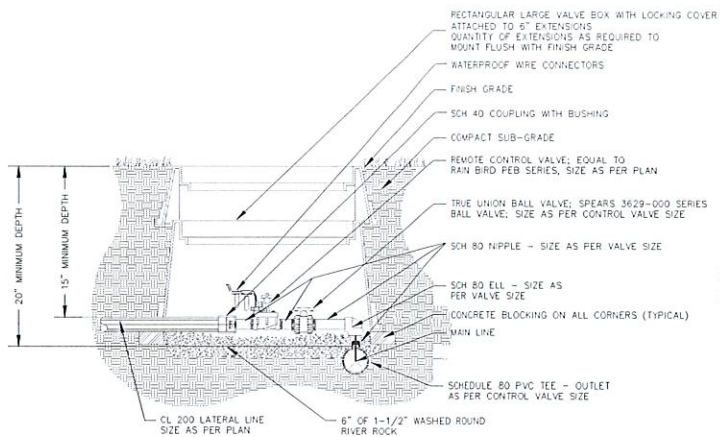 RECTANGULAR LARGE VALVE BOX WITH LOCKING COVER
ATTACHED TO 6" EXTENSIONS
QUANTITY OF EXTENSIONS AS REQUIRED TO
MOUNT FLUSH WITH FINISH GRADE
WATERPROOF WIRE CONNECTORS
FINISH GRADE
SCH 40 COUPLING WITH BUSHING
COMPACT SUB-GRADE
REMOTE CONTROL VALVE; EQUAL TO
RAIN BIRD PEB SERIES, SIZE AS PER PLAN
TRUE UNION BALL VALVE; SPEARS 3629-000 SERIES
BALL VALVE; SIZE AS PER CONTROL VALVE SIZE
SCH 80 NIPPLE - SIZE AS PER VALVE SIZE
SCH 80 ELL - SIZE AS
PER VALVE SIZE
CONCRETE BLOCKING ON ALL CORNERS (TYPICAL)
MAIN LINE
SCHEDULE 80 PVC TEE - OUTLET
AS PER CONTROL VALVE SIZE
20" MINIMUM DEPTH
15" MINIMUM DEPTH
CL 200 LATERAL LINE
SIZE AS PER PLAN
6" OF 1-1/2" WASHED ROUND
RIVER ROCK